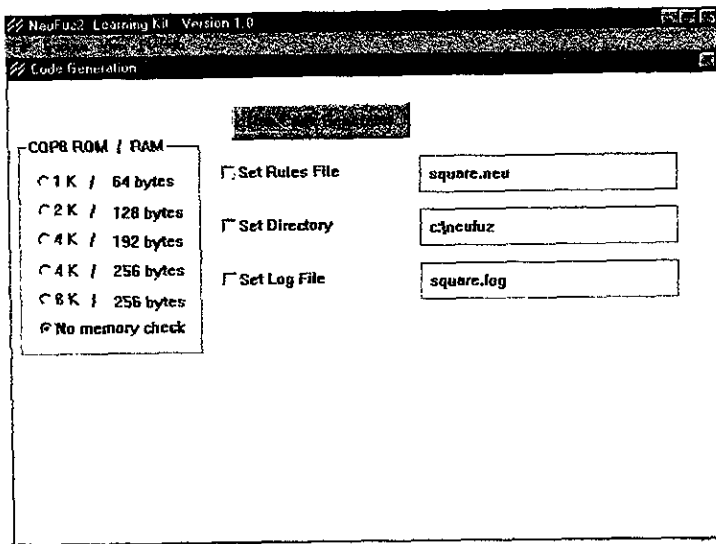 NeuFuz2 Learning Kit Version 1.0
Code Generation
COP8 ROM / RAM
1 K / 64 bytes
2 K / 128 bytes
4 K / 192 bytes
4 K / 256 bytes
8 K / 256 bytes
No memory check
Set Rules File
square.neu
Set Directory
c:\neufuz
Set Log File
square.log